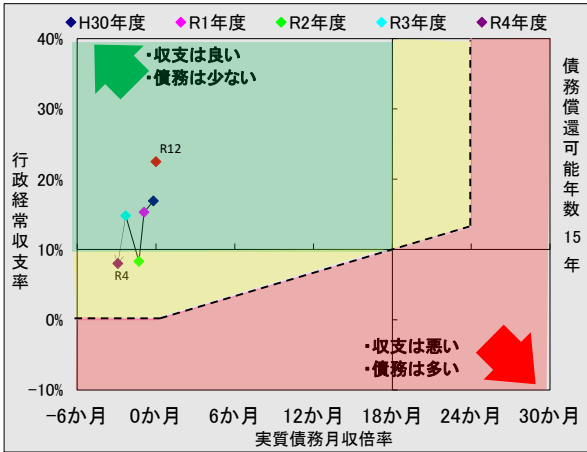 H30年度 R1年度 R2年度 R3年度 R4年度
40%
30%
20%
10%
0%
-10%
行政経常収支率
・収支は良い
・債務は少ない
R12
R4
・収支は悪い
・債務は多い
債務償還可能年数 15年
-6か月 0か月 6か月 12か月 18か月 24か月 30か月
実質債務月収倍率